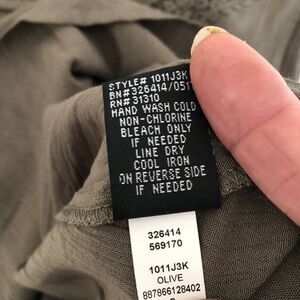 STYLE# 1011J3K
BN#326414/0511
RN#31310
HAND WASH COLD
NON-CHLORINE
BLEACH ONLY
IF NEEDED
LINE DRY
COOL IRON
ON REVERSE SIDE
IF NEEDED
326414
569170
1011J3K
OLIVE
887866128402